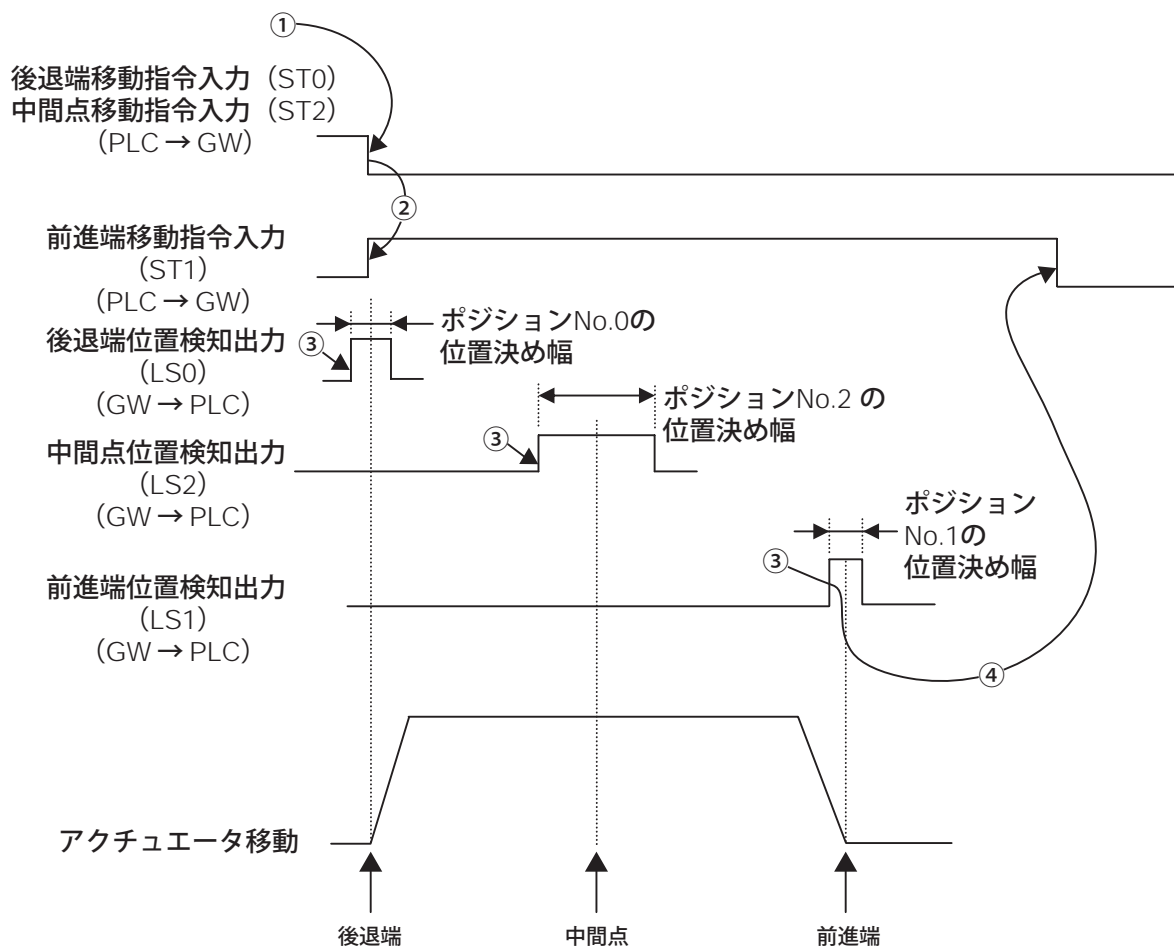 ①
後退端移動指令入力（ST0）
中間点移動指令入力（ST2）
（PLC → GW）
②
前進端移動指令入力
（ST1）
（PLC → GW）
ポジションNo.0の
位置決め幅
③
後退端位置検知出力
（LS0）
（GW → PLC）
ポジションNo.2 の
位置決め幅
③
中間点位置検知出力
（LS2）
（GW → PLC）
ポジション
No.1の
位置決め幅
③
前進端位置検知出力
（LS1）
（GW → PLC）
④
アクチュエータ移動
後退端
中間点
前進端